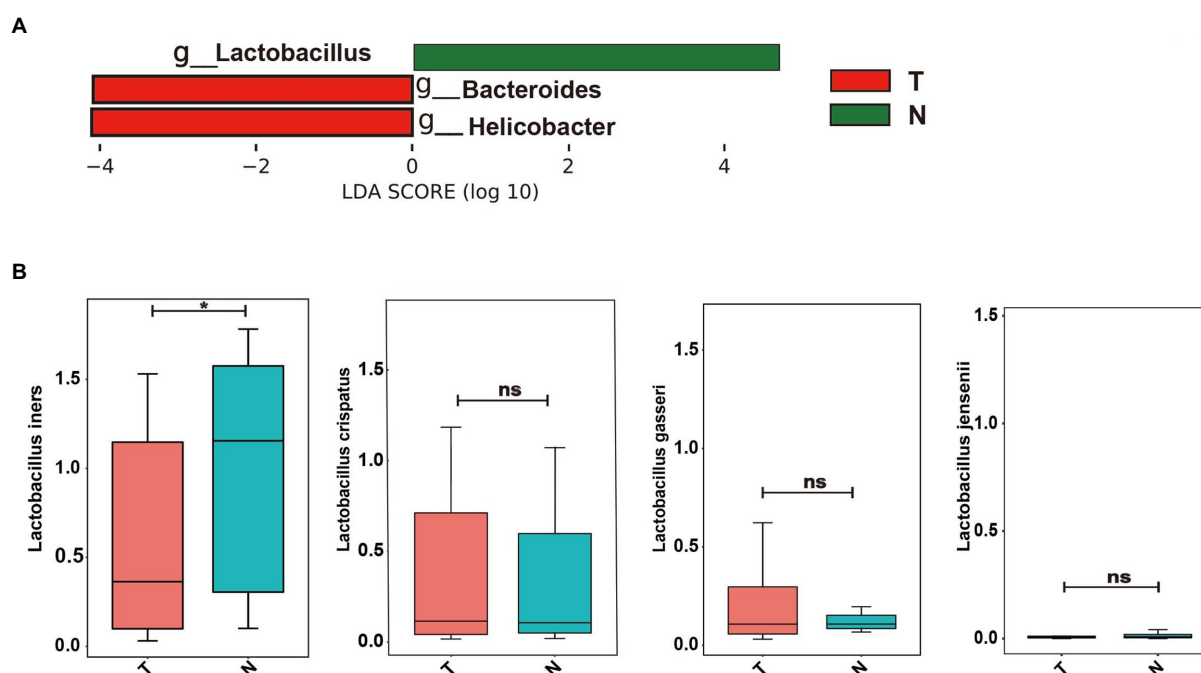 A
g__Lactobacillus
g__Bacteroides
g__Helicobacter
T
N
−4 −2 0 2 4
LDA SCORE (log 10)
B
Lactobacillus iners
1.5
1.0
0.5
0.0
*
T N
Lactobacillus crispatus
1.5
1.0
0.5
0.0
ns
T N
Lactobacillus gasseri
1.5
1.0
0.5
0.0
ns
T N
Lactobacillus jensenii
1.5
1.0
0.5
0.0
ns
T N